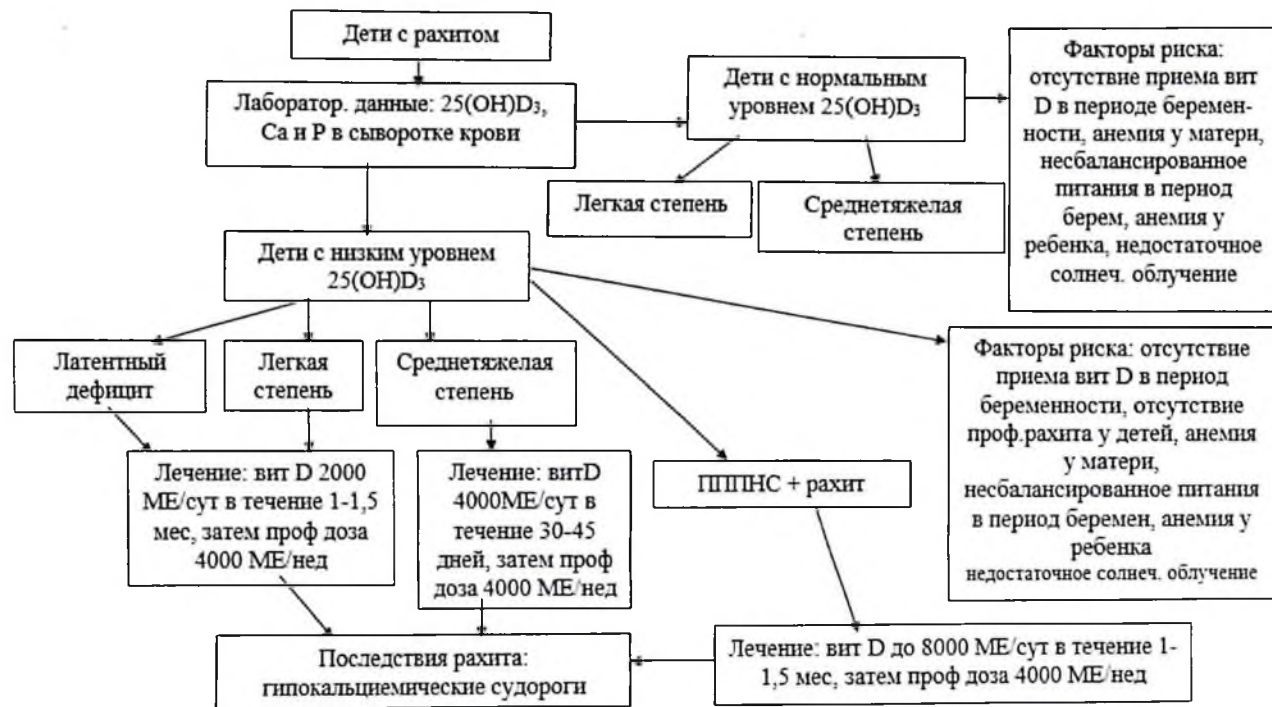 Дети с рахитом
Лаборатор. данные: 25(OH)D₃,
Ca и P в сыворотке крови
Дети с нормальным
уровнем 25(OH)D₃
Факторы риска:
отсутствие приема вит
D в периоде беремен-
ности, анемия у матери,
несбалансированное
питания в период
берем, анемия у
ребенка, недостаточное
солнеч. облучение
Легкая степень
Среднетяжелая
степень
Дети с низким уровнем
25(OH)D₃
Латентный
дефицит
Легкая
степень
Среднетяжелая
степень
Факторы риска: отсутствие
приема вит D в период
беременности, отсутствие
проф.рахита у детей, анемия
у матери,
несбалансированное питания
в период беремен, анемия у
ребенка
недостаточное солнеч. облучение
Лечение: вит D 2000
МЕ/сут в течение 1-1,5
мес, затем проф доза
4000 МЕ/нед
Лечение: витD
4000МЕ/сут в
течение 30-45
дней, затем проф
доза 4000 МЕ/нед
ПППНС + рахит
Последствия рахита:
гипокальциемические судороги
Лечение: вит D до 8000 МЕ/сут в течение 1-
1,5 мес, затем проф доза 4000 МЕ/нед